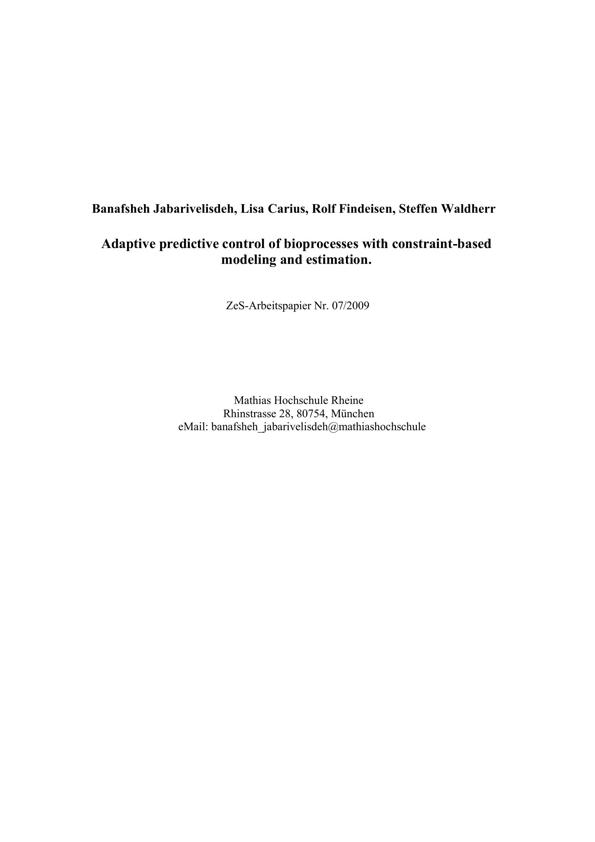 Banafsheh Jabarivelisdeh, Lisa Carius, Rolf Findeisen, Steffen Waldherr
Adaptive predictive control of bioprocesses with constraint-based
modeling and estimation.
ZeS-Arbeitspapier Nr. 07/2009
Mathias Hochschule Rheine
Rhinstrasse 28, 80754, München
eMail: banafsheh_jabarivelisdeh@mathiashochschule